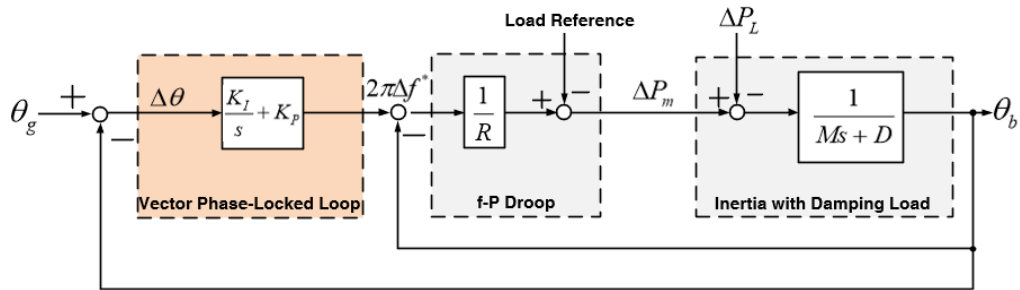 Load Reference
ΔP_L
θ_g
+
−
Δθ
K_I/s + K_P
2πΔf*
−
1/R
+
−
ΔP_m
+
−
1/(Ms + D)
θ_b
Vector Phase-Locked Loop
f-P Droop
Inertia with Damping Load